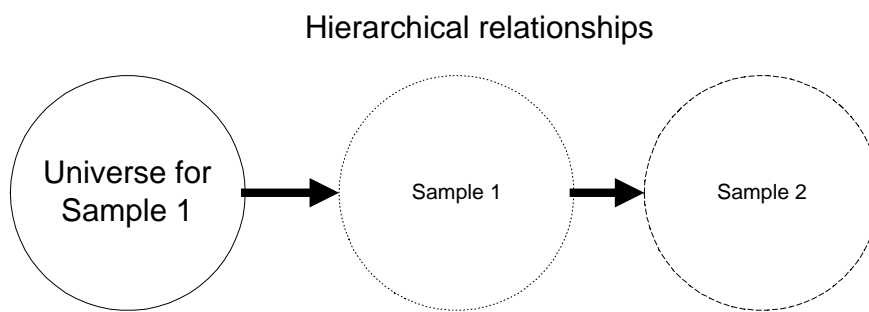 Hierarchical relationships
Universe for
Sample 1
Sample 1
Sample 2